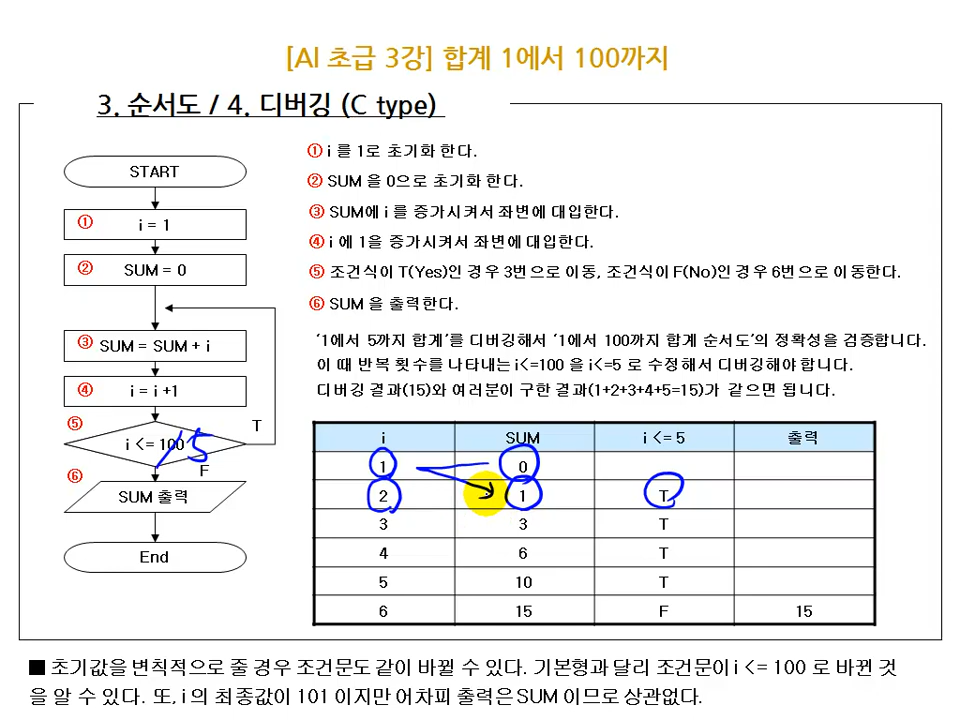 [AI 초급 3강] 합계 1에서 100까지
3. 순서도 / 4. 디버깅 (C type)
START
① i = 1
② SUM = 0
③ SUM = SUM + i
④ i = i +1
⑤ i <= 100 5
T
F
⑥ SUM 출력
End
① i 를 1로 초기화 한다.
② SUM 을 0으로 초기화 한다.
③ SUM에 i 를 증가시켜서 좌변에 대입한다.
④ i 에 1을 증가시켜서 좌변에 대입한다.
⑤ 조건식이 T(Yes)인 경우 3번으로 이동, 조건식이 F(No)인 경우 6번으로 이동한다.
⑥ SUM 을 출력한다.
'1에서 5까지 합계'를 디버깅해서 '1에서 100까지 합계 순서도'의 정확성을 검증합니다.
이 때 반복 횟수를 나타내는 i<=100 을 i<=5 로 수정해서 디버깅해야 합니다.
디버깅 결과(15)와 여러분이 구한 결과(1+2+3+4+5=15)가 같으면 됩니다.
i SUM i <= 5 출력
1 0
2 1 T
3 3 T
4 6 T
5 10 T
6 15 F 15
■ 초기값을 변칙적으로 줄 경우 조건문도 같이 바뀔 수 있다. 기본형과 달리 조건문이 i <= 100 로 바뀐 것
을 알 수 있다. 또, i 의 최종값이 101 이지만 어차피 출력은 SUM 이므로 상관없다.